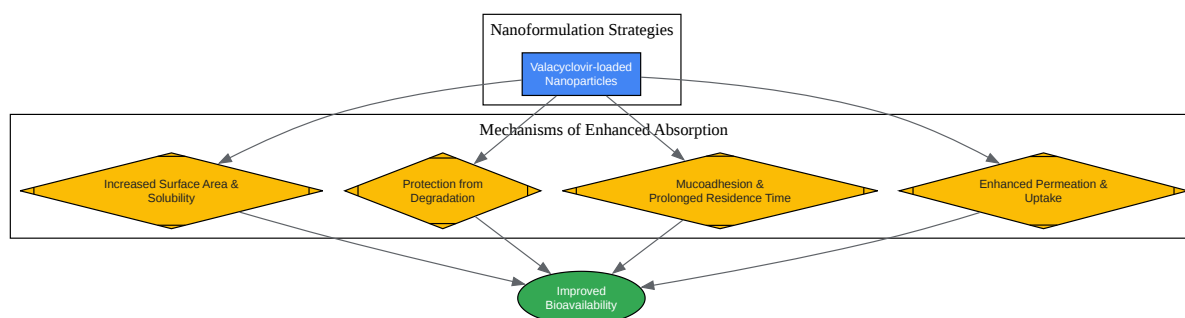 Nanoformulation Strategies
Valacyclovir-loaded
Nanoparticles
Mechanisms of Enhanced Absorption
Increased Surface Area &
Solubility
Protection from
Degradation
Mucoadhesion &
Prolonged Residence Time
Enhanced Permeation &
Uptake
Improved
Bioavailability